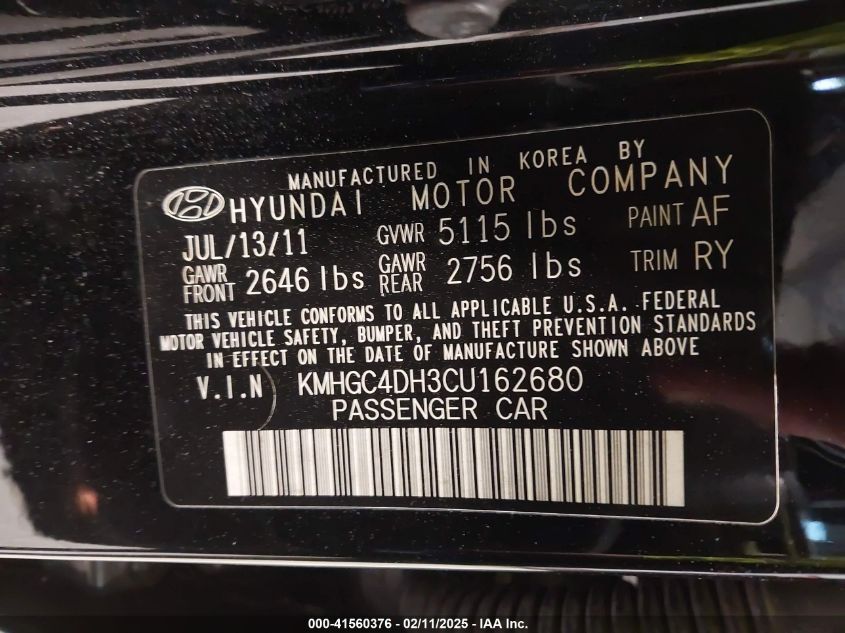 MANUFACTURED IN KOREA BY
HYUNDAI MOTOR COMPANY
JUL/13/11 GVWR 5115 lbs PAINT AF
GAWR FRONT 2646 lbs GAWR REAR 2756 lbs TRIM RY
THIS VEHICLE CONFORMS TO ALL APPLICABLE U.S.A. FEDERAL
MOTOR VEHICLE SAFETY, BUMPER, AND THEFT PREVENTION STANDARDS
IN EFFECT ON THE DATE OF MANUFACTURE SHOWN ABOVE
V.I.N KMHGC4DH3CU162680
PASSENGER CAR
000-41560376 - 02/11/2025 - IAA Inc.